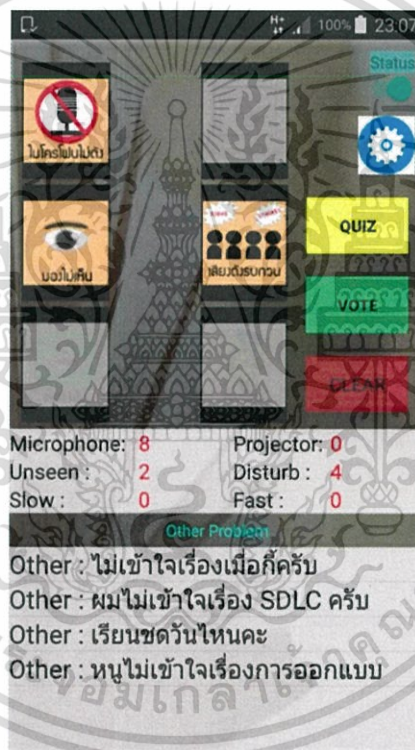 100% 23:07
Status
ไมโครโฟนไม่ดัง
มองไม่เห็น
เสียงดังรบกวน
QUIZ
VOTE
CLEAR
Microphone: 8 Projector: 0
Unseen : 2 Disturb : 4
Slow : 0 Fast : 0
Other Problem
Other : ไม่เข้าใจเรื่องเมื่อกี้ครับ
Other : ผมไม่เข้าใจเรื่อง SDLC ครับ
Other : เรียนชดวันไหนคะ
Other : หนูไม่เข้าใจเรื่องการออกแบบ